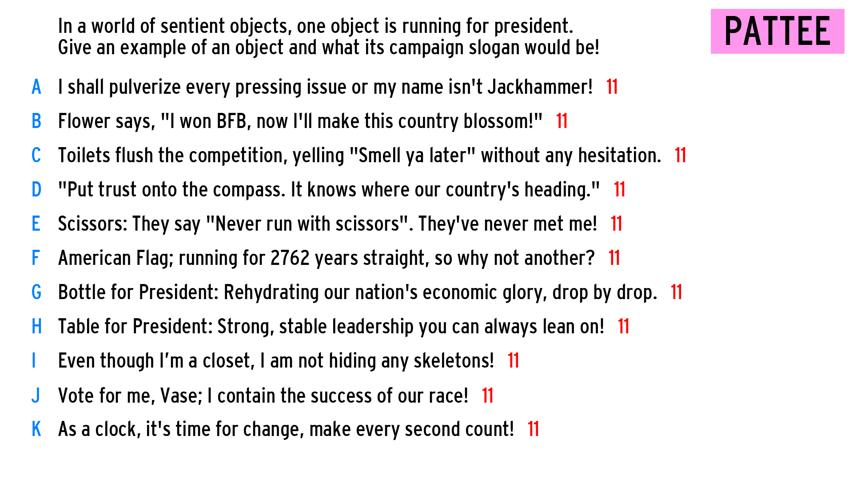 In a world of sentient objects, one object is running for president.
Give an example of an object and what its campaign slogan would be!
PATTEE
A I shall pulverize every pressing issue or my name isn't Jackhammer! 11
B Flower says, "I won BFB, now I'll make this country blossom!" 11
C Toilets flush the competition, yelling "Smell ya later" without any hesitation. 11
D "Put trust onto the compass. It knows where our country's heading." 11
E Scissors: They say "Never run with scissors". They've never met me! 11
F American Flag; running for 2762 years straight, so why not another? 11
G Bottle for President: Rehydrating our nation's economic glory, drop by drop. 11
H Table for President: Strong, stable leadership you can always lean on! 11
I Even though I'm a closet, I am not hiding any skeletons! 11
J Vote for me, Vase; I contain the success of our race! 11
K As a clock, it's time for change, make every second count! 11